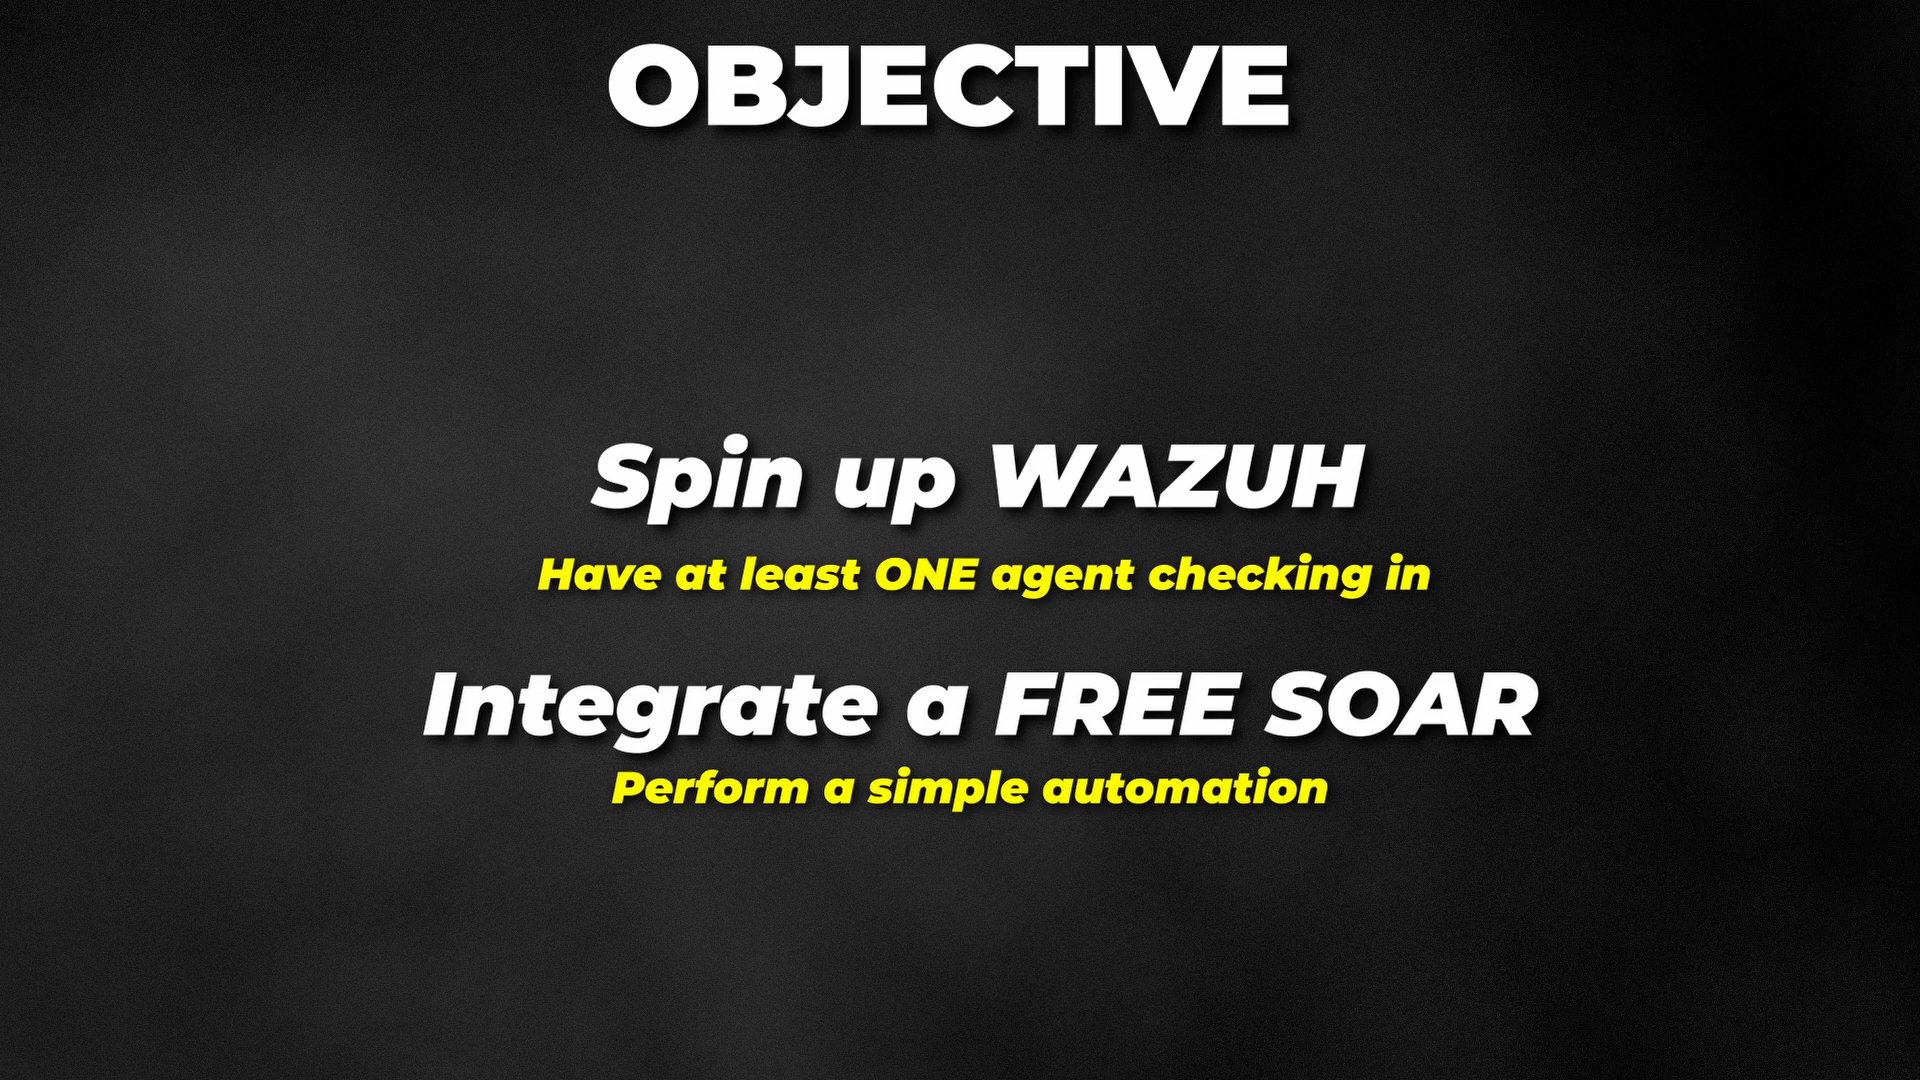 OBJECTIVE
Spin up WAZUH
Have at least ONE agent checking in
Integrate a FREE SOAR
Perform a simple automation